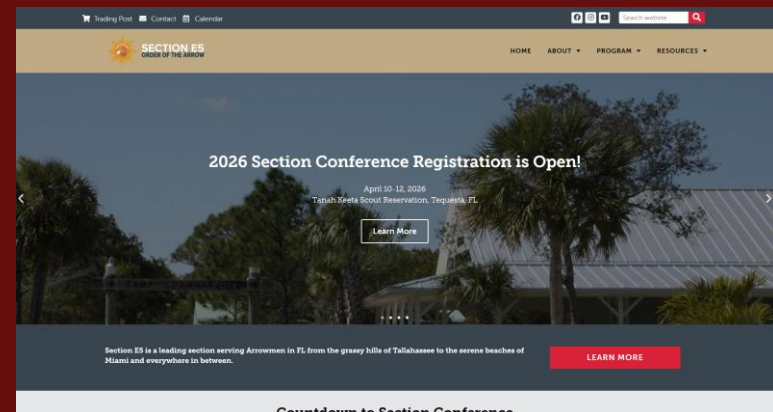 Trading Post Contact Calendar Search website
SECTION E5
ORDER OF THE ARROW
HOME ABOUT PROGRAM RESOURCES
2026 Section Conference Registration is Open!
April 10-12, 2026
Tanah Keeta Scout Reservation, Tequesta, FL
Learn More
Section E5 is a leading section serving Arrowmen in FL from the grassy hills of Tallahassee to the serene beaches of
Miami and everywhere in between.
LEARN MORE
Countdown to Section Conference